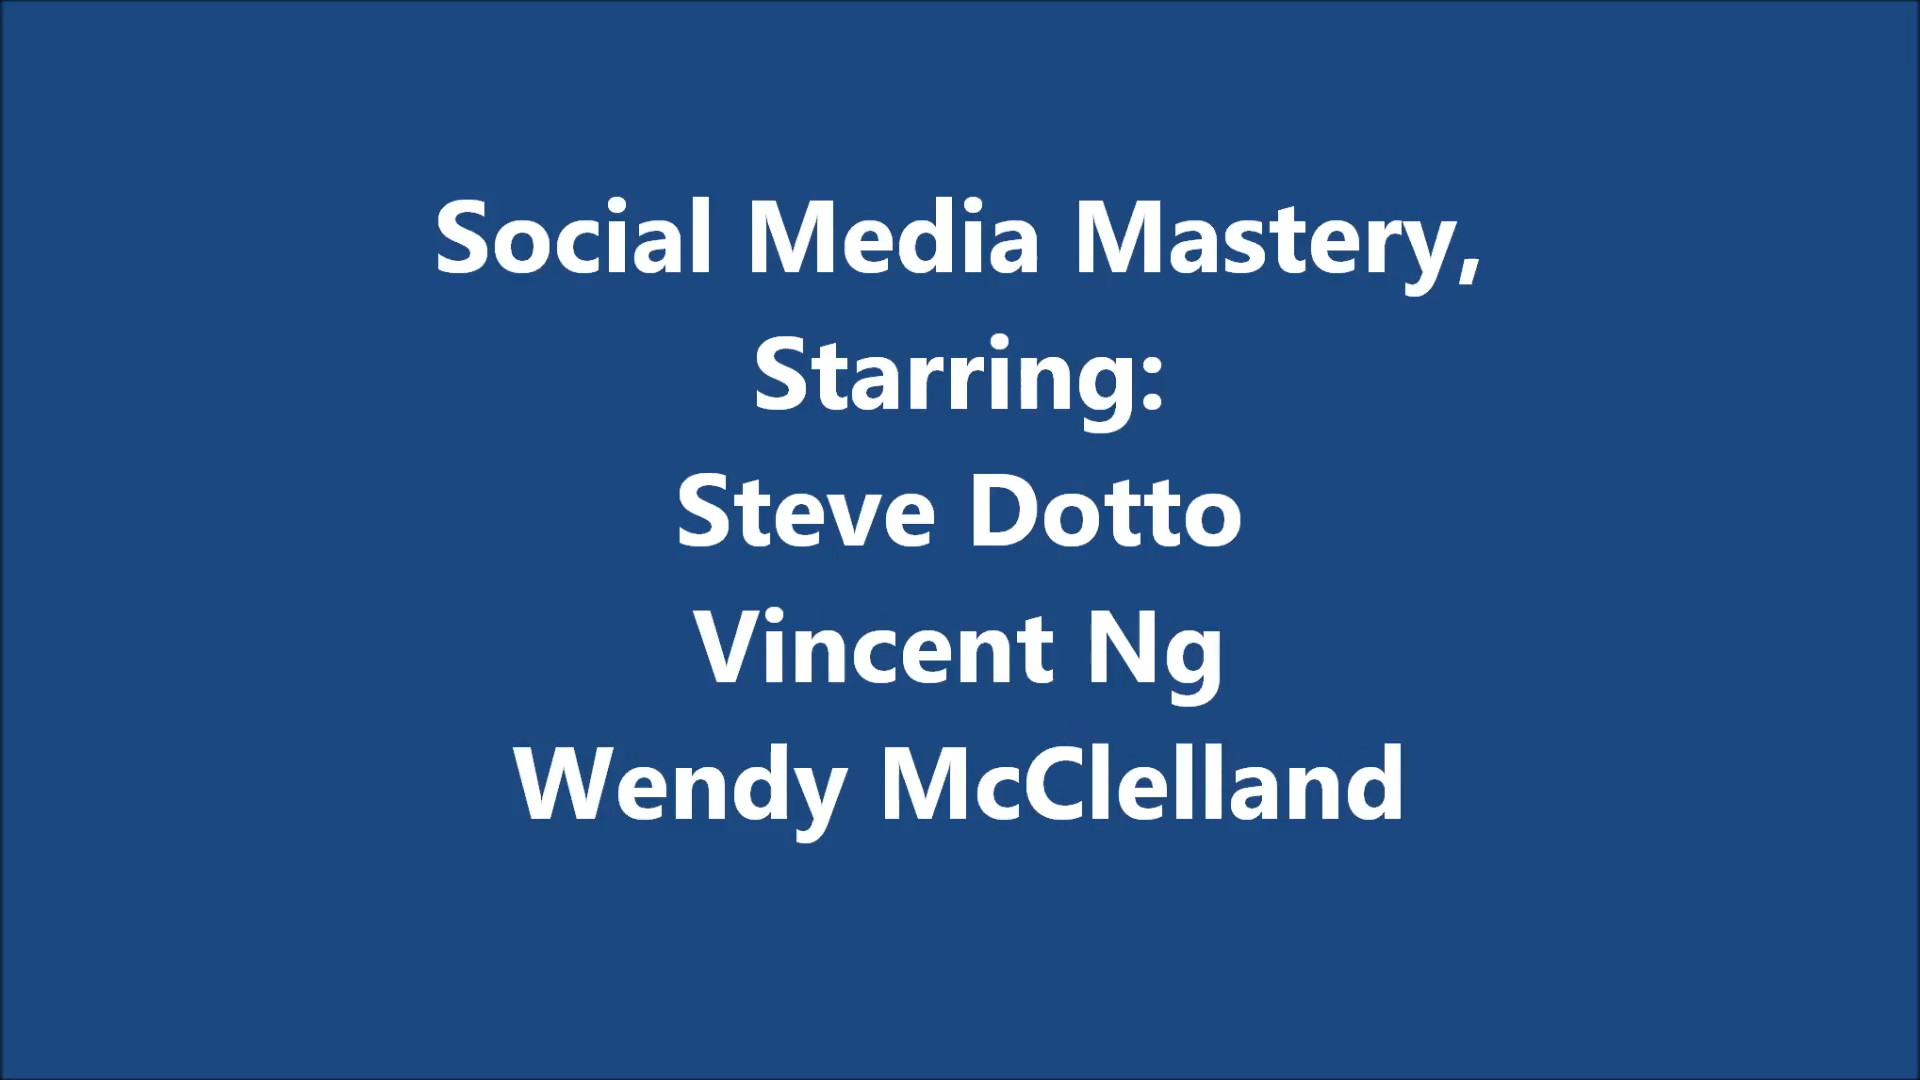 Social Media Mastery,
Starring:
Steve Dotto
Vincent Ng
Wendy McClelland